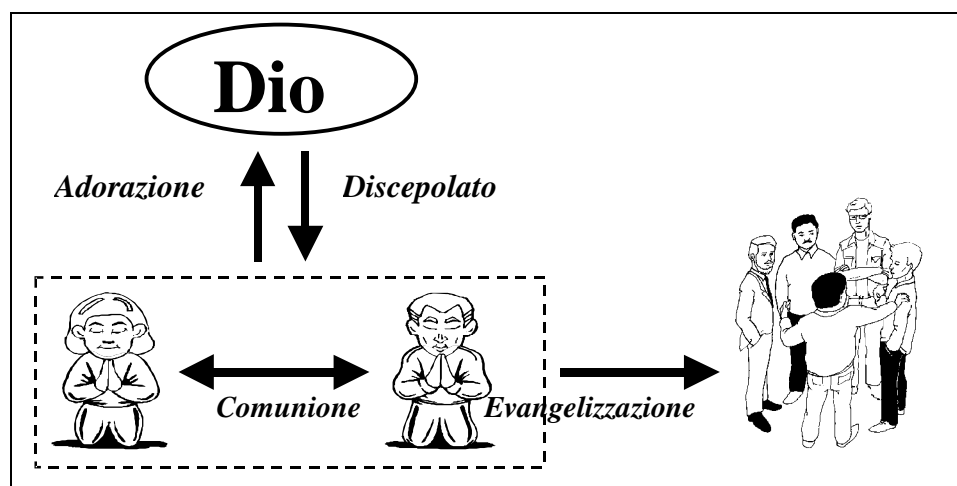 Dio
Adorazione
Discepolato
Comunione
Evangelizzazione